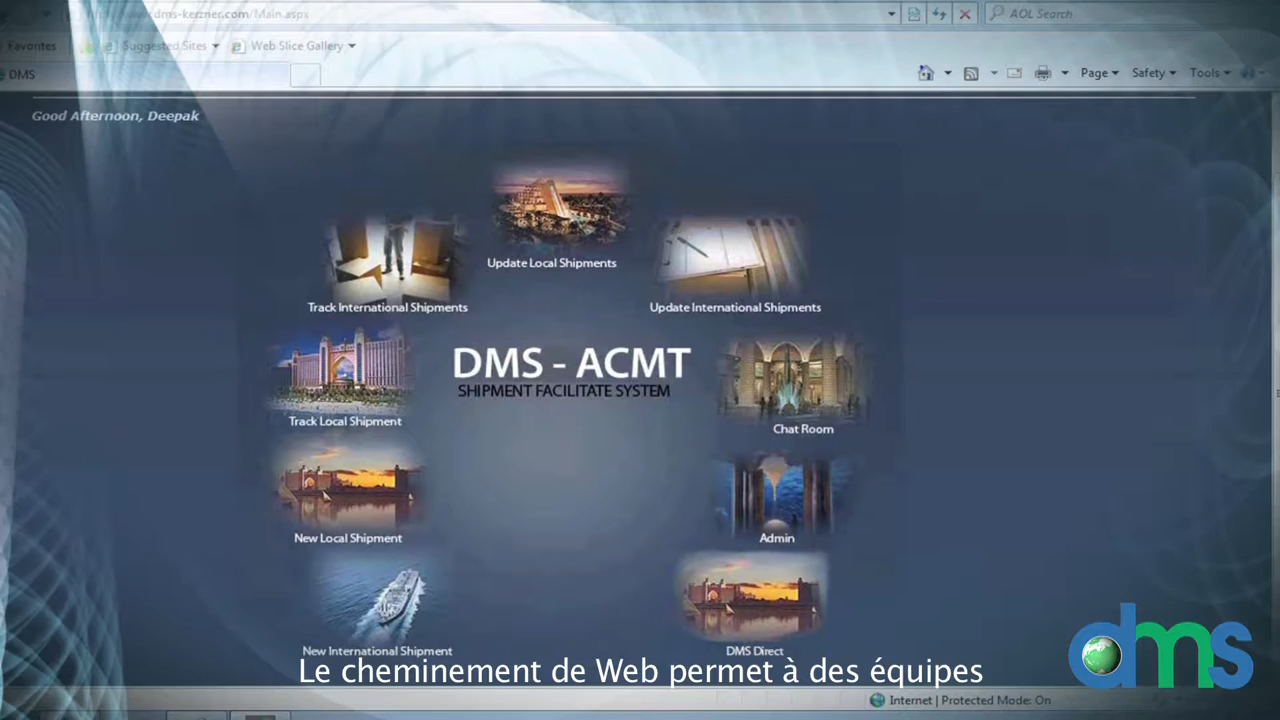 www.dms-kerzner.com/Main.aspx
AOL Search
Favorites
Suggested Sites
Web Slice Gallery
DMS
Page
Safety
Tools
Good Afternoon, Deepak
Update Local Shipments
Track International Shipments
Update International Shipments
DMS - ACMT
SHIPMENT FACILITATE SYSTEM
Track Local Shipment
Chat Room
New Local Shipment
Admin
New International Shipment
DMS Direct
Le cheminement de Web permet à des équipes
dms
Internet | Protected Mode: On